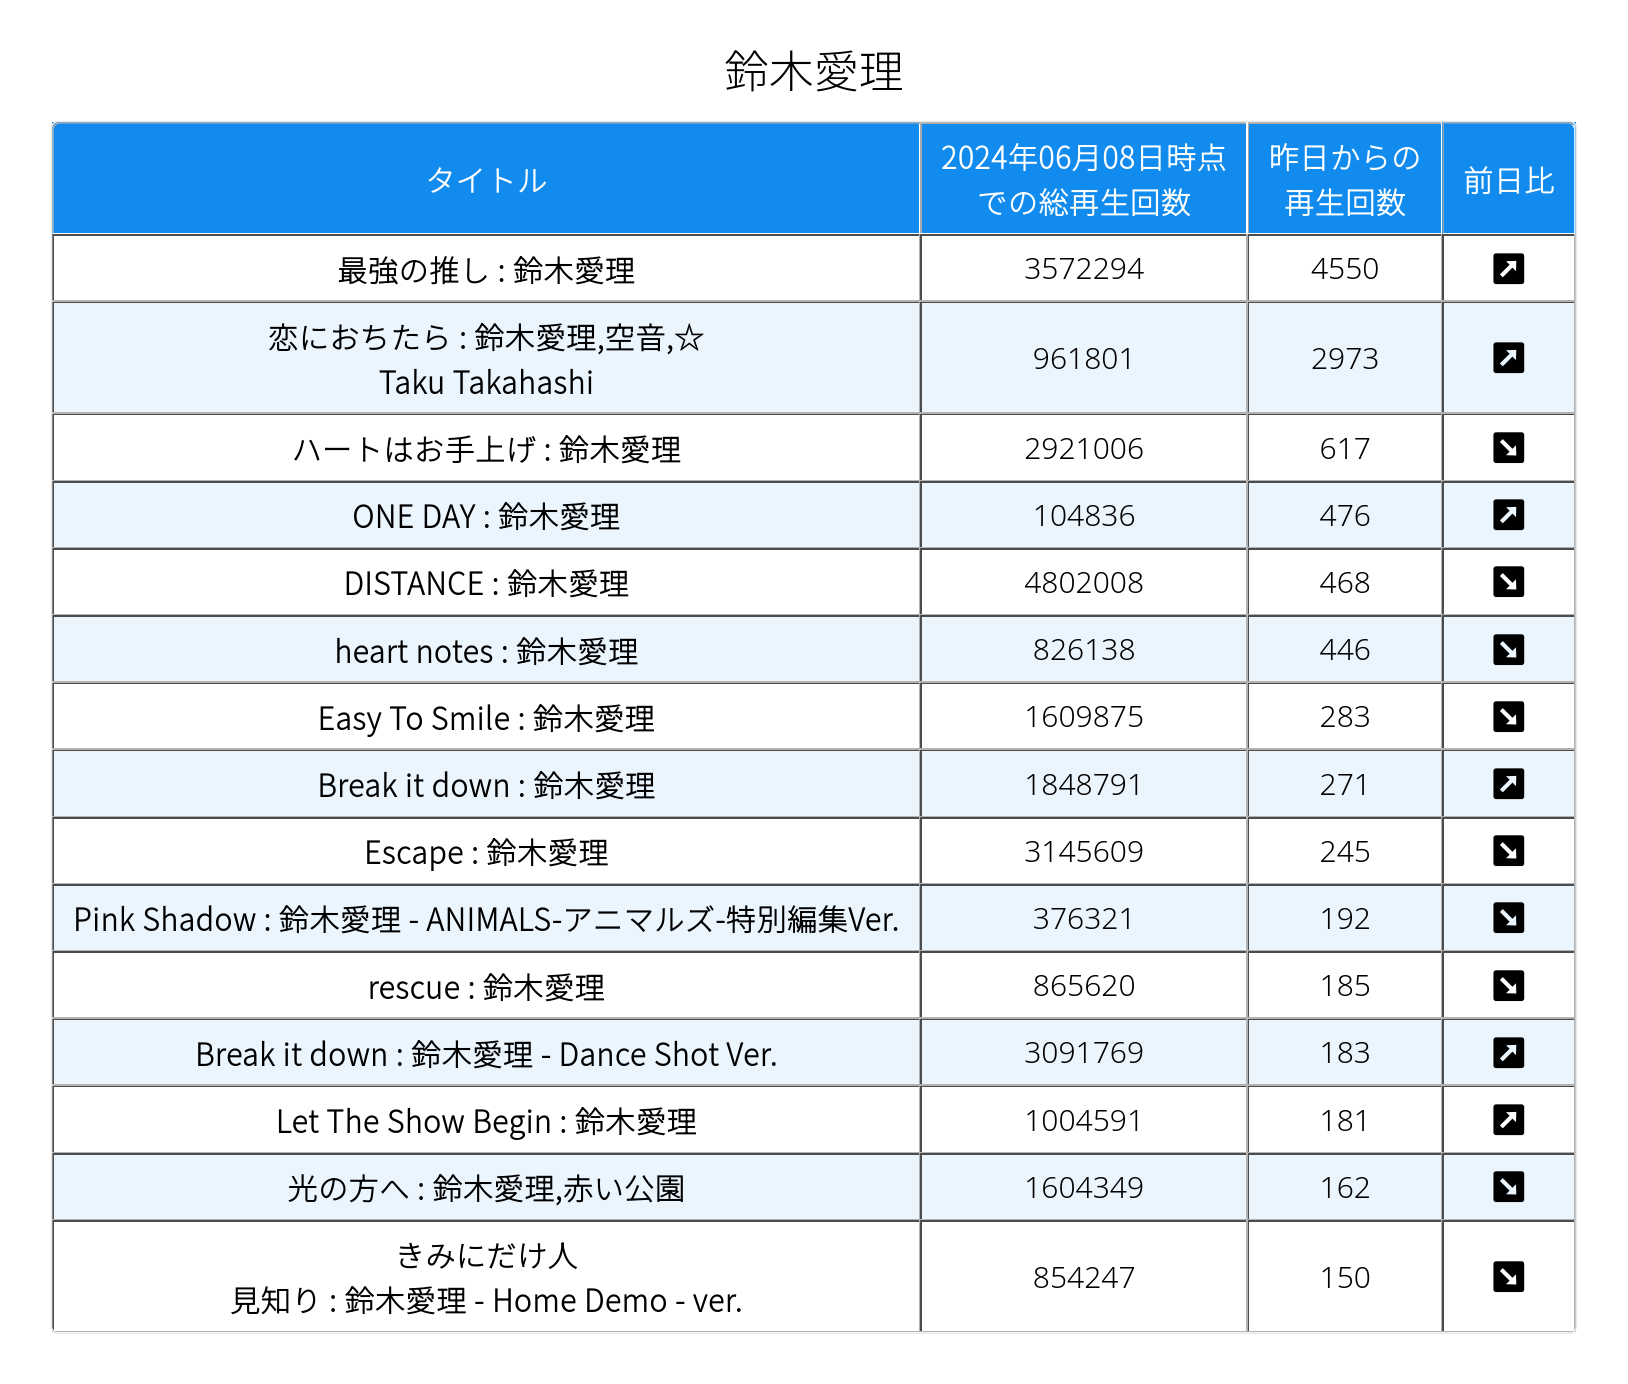 鈴木愛理
タイトル
2024年06月08日時点
での総再生回数
昨日からの
再生回数
前日比
最強の推し : 鈴木愛理 3572294 4550 ↗
恋におちたら : 鈴木愛理,空音,☆
Taku Takahashi 961801 2973 ↗
ハートはお手上げ : 鈴木愛理 2921006 617 ↘
ONE DAY : 鈴木愛理 104836 476 ↗
DISTANCE : 鈴木愛理 4802008 468 ↘
heart notes : 鈴木愛理 826138 446 ↘
Easy To Smile : 鈴木愛理 1609875 283 ↘
Break it down : 鈴木愛理 1848791 271 ↗
Escape : 鈴木愛理 3145609 245 ↘
Pink Shadow : 鈴木愛理 - ANIMALS-アニマルズ-特別編集Ver. 376321 192 ↘
rescue : 鈴木愛理 865620 185 ↘
Break it down : 鈴木愛理 - Dance Shot Ver. 3091769 183 ↗
Let The Show Begin : 鈴木愛理 1004591 181 ↗
光の方へ : 鈴木愛理,赤い公園 1604349 162 ↘
きみにだけ人
見知り : 鈴木愛理 - Home Demo - ver. 854247 150 ↘